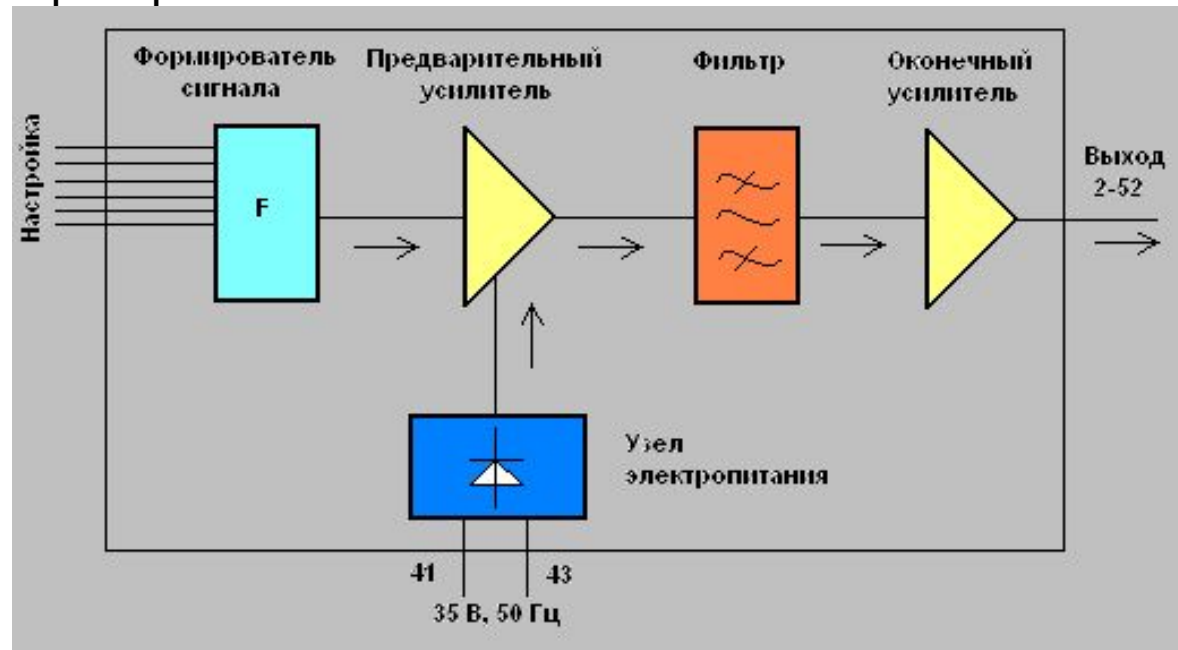 Формирователь
сигнала
Предварительный
усилитель
Фильтр
Оконечный
усилитель
Настройка
F
Выход
2-52
Узел
электропитания
41
43
35 В, 50 Гц